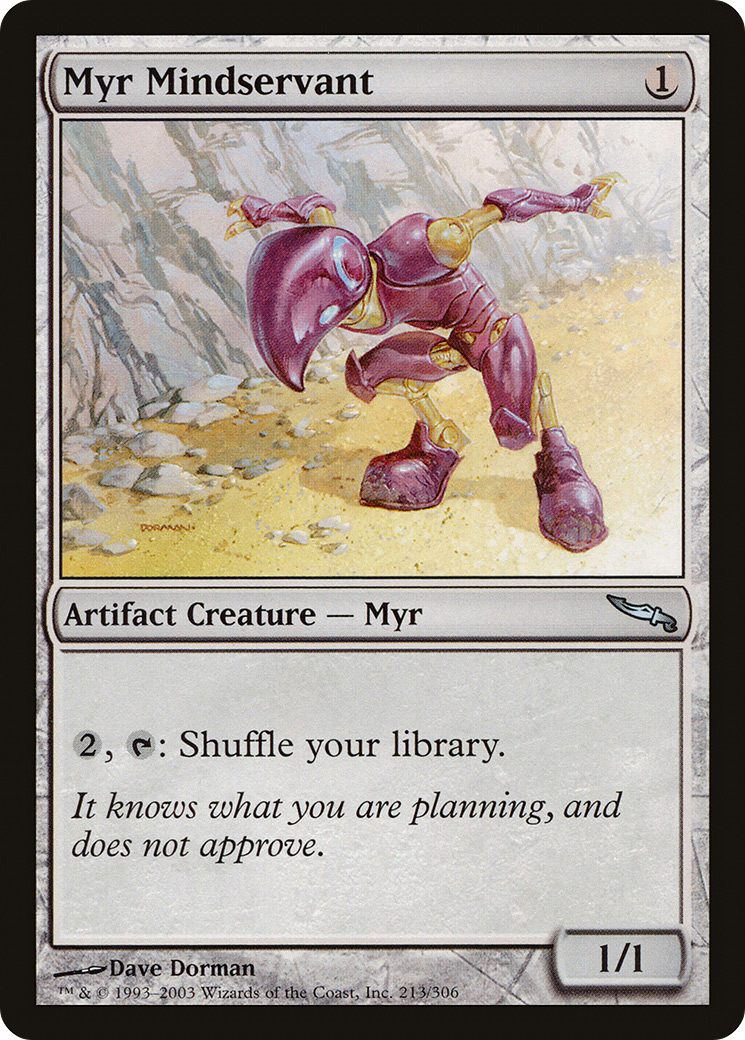 Myr Mindservant
1
DORMAN
Artifact Creature — Myr
2, : Shuffle your library.
It knows what you are planning, and
does not approve.
1/1
Dave Dorman
™ & © 1993–2003 Wizards of the Coast, Inc. 213/306